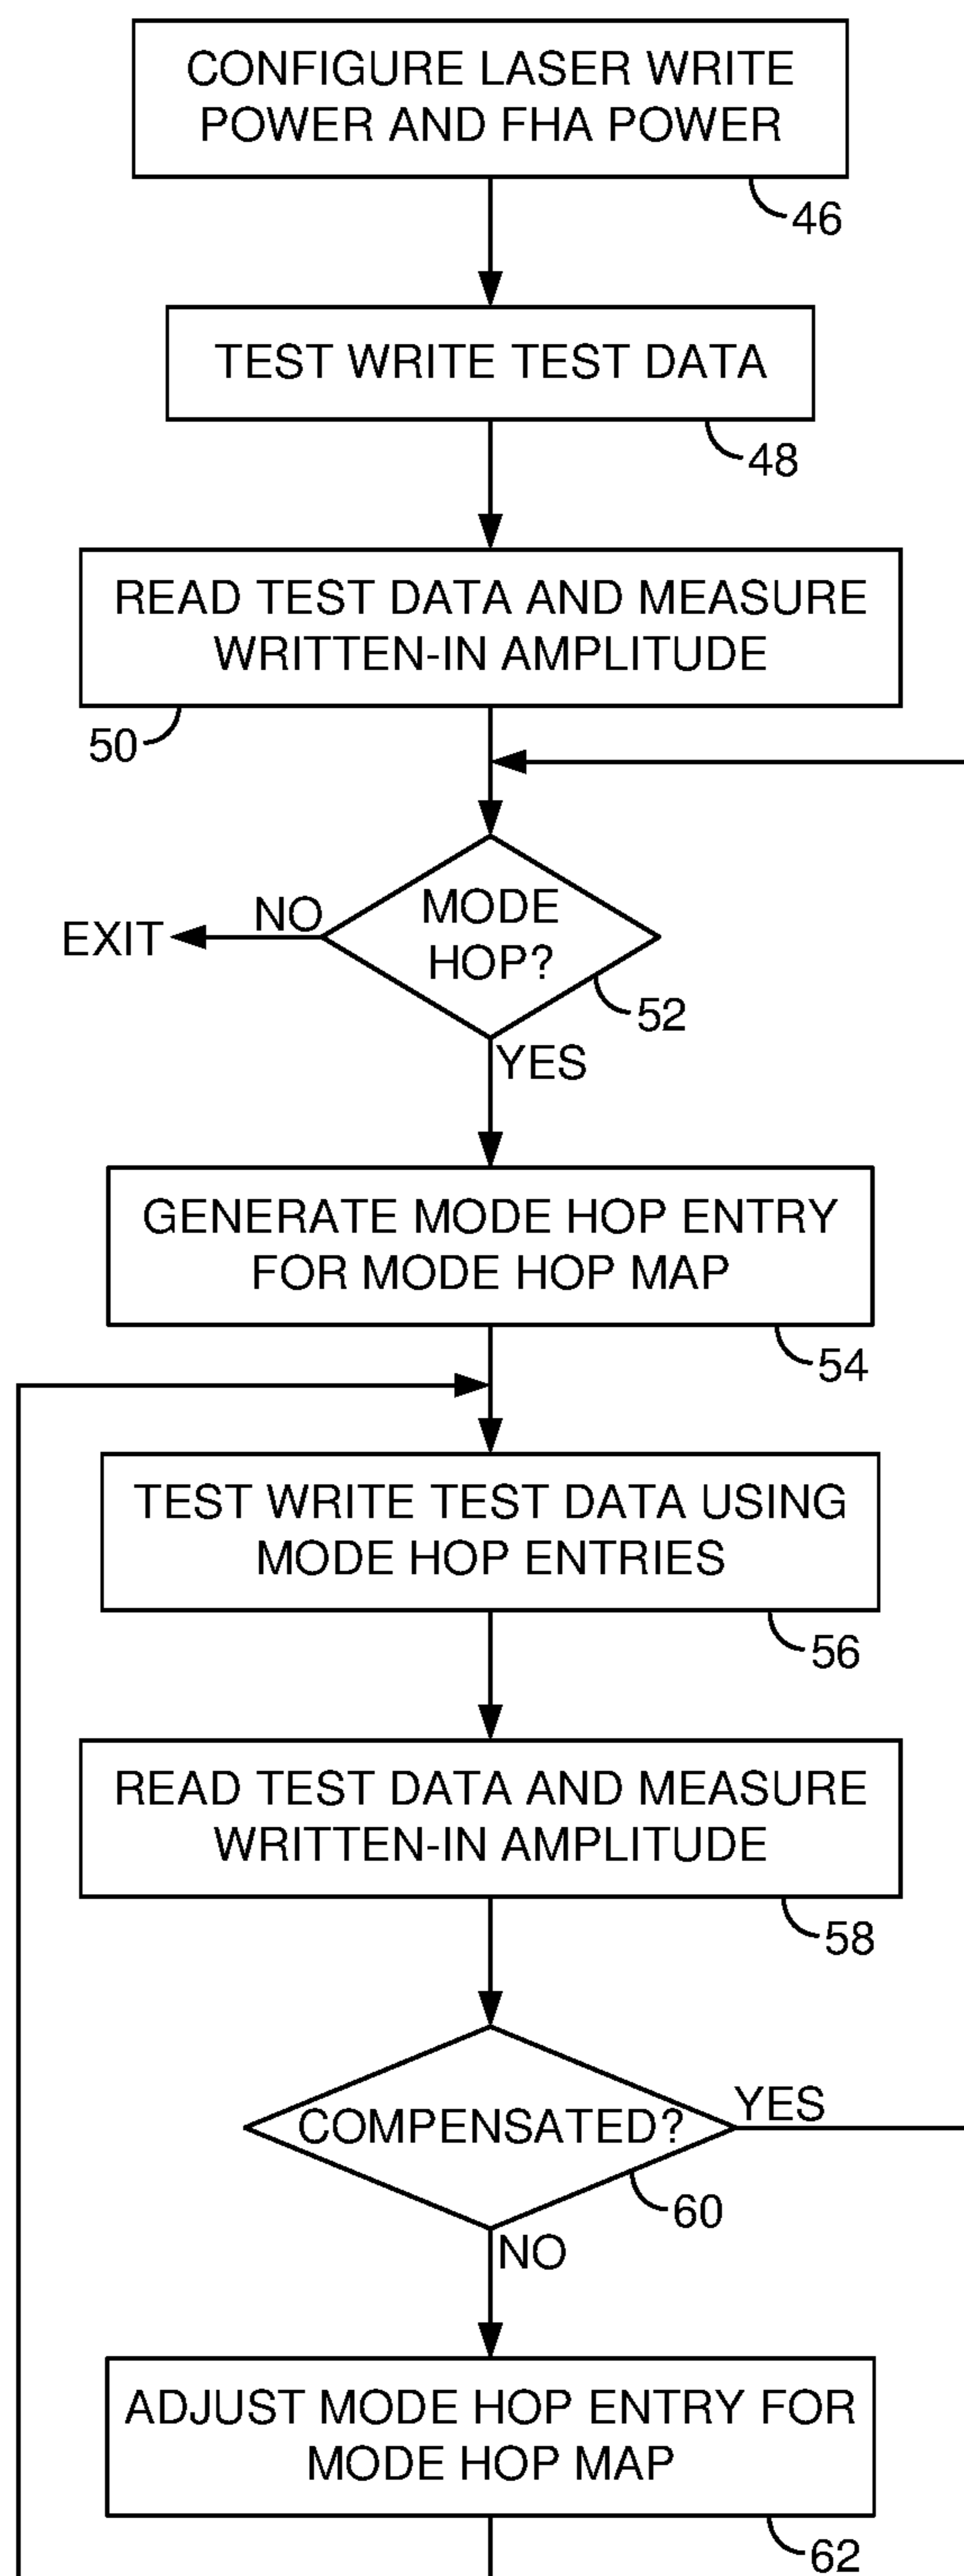 CONFIGURE LASER WRITE
POWER AND FHA POWER
46
TEST WRITE TEST DATA
48
READ TEST DATA AND MEASURE
WRITTEN-IN AMPLITUDE
50
MODE
HOP?
NO
EXIT
52
YES
GENERATE MODE HOP ENTRY
FOR MODE HOP MAP
54
TEST WRITE TEST DATA USING
MODE HOP ENTRIES
56
READ TEST DATA AND MEASURE
WRITTEN-IN AMPLITUDE
58
COMPENSATED?
YES
60
NO
ADJUST MODE HOP ENTRY FOR
MODE HOP MAP
62